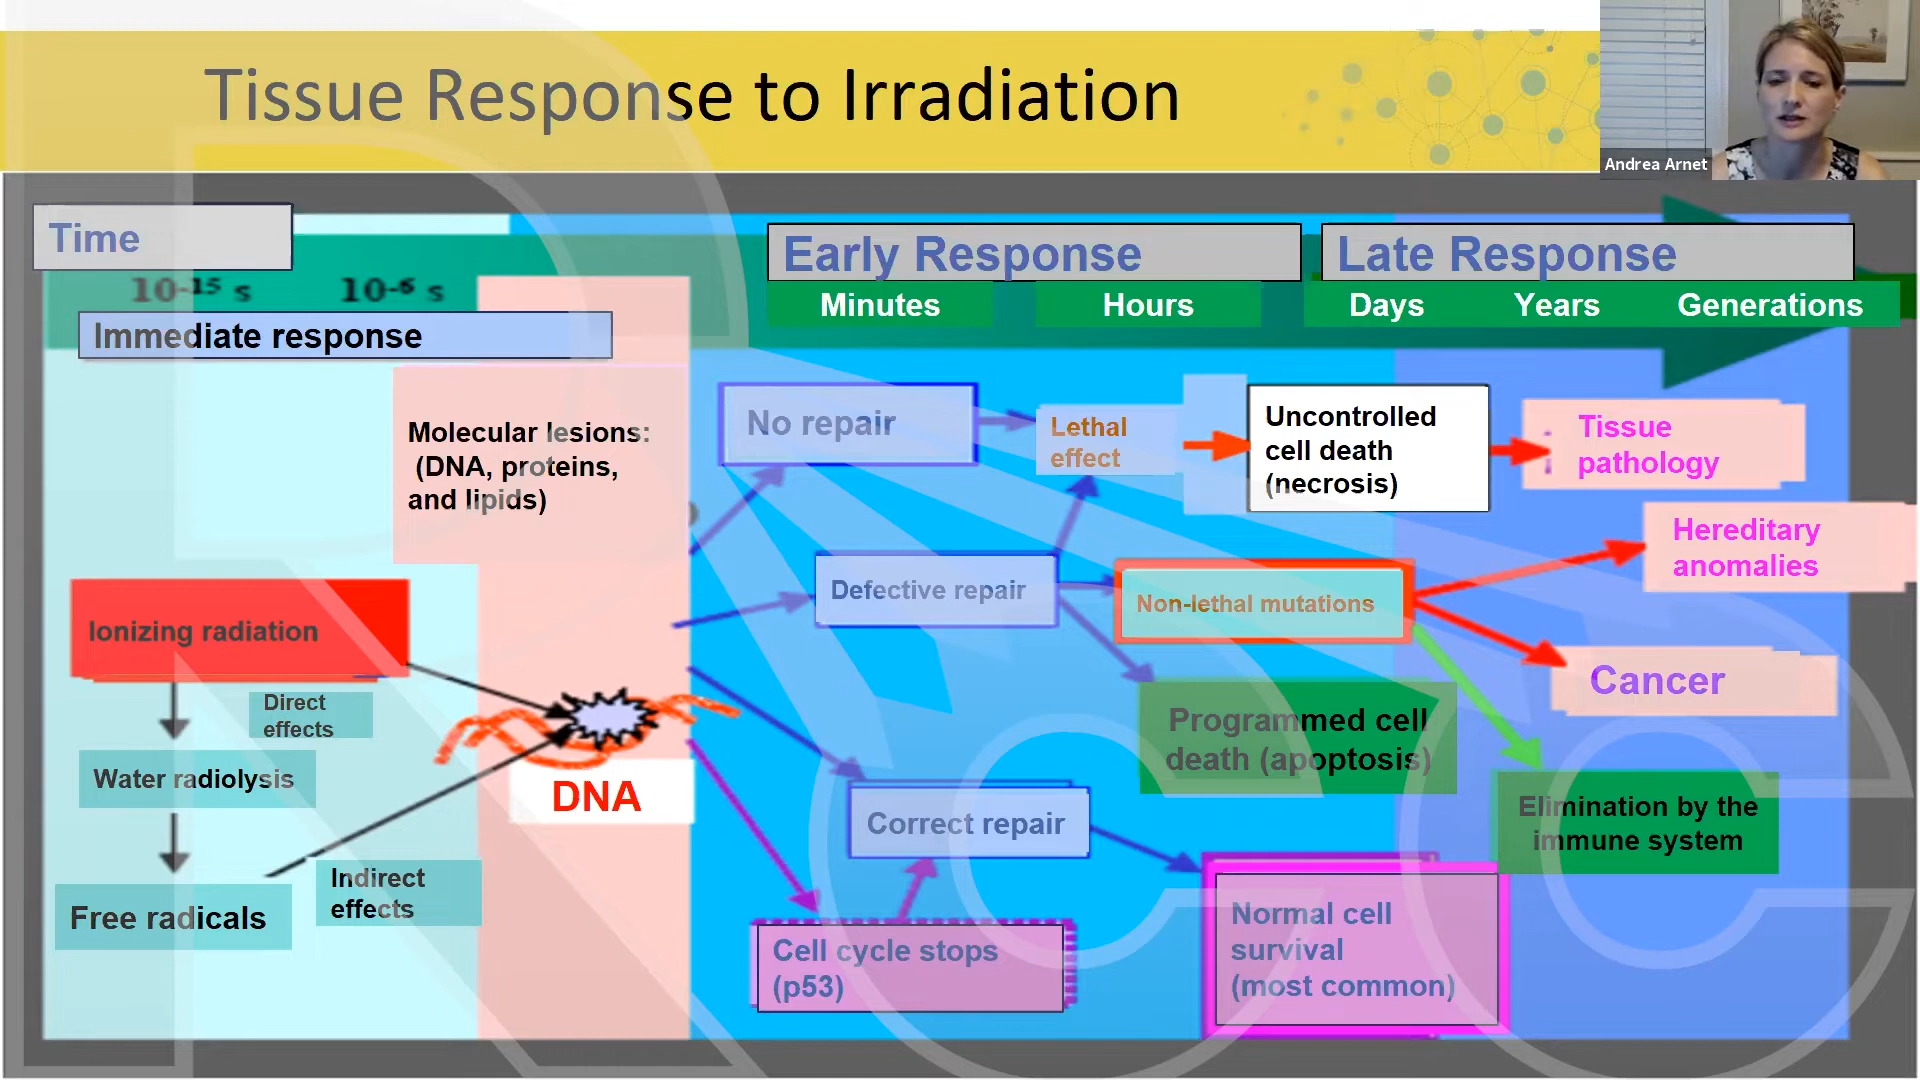 Tissue Response to Irradiation
Andrea Arnet
Time
Early Response
Late Response
10-15 s
10-6 s
Minutes
Hours
Days
Years
Generations
Immediate response
Molecular lesions:
(DNA, proteins,
and lipids)
No repair
Lethal
effect
Uncontrolled
cell death
(necrosis)
Tissue
pathology
Hereditary
anomalies
Defective repair
Non-lethal mutations
Ionizing radiation
Cancer
Direct
effects
Programmed cell
death (apoptosis)
Water radiolysis
DNA
Correct repair
Elimination by the
immune system
Indirect
effects
Free radicals
Cell cycle stops
(p53)
Normal cell
survival
(most common)